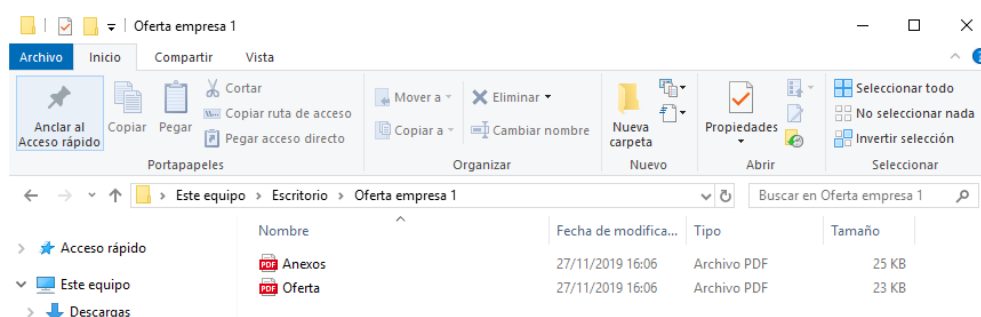 Oferta empresa 1
Archivo Inicio Compartir Vista
Anclar al Acceso rápido
Copiar
Pegar
Cortar
Copiar ruta de acceso
Pegar acceso directo
Portapapeles
Mover a
Copiar a
Eliminar
Cambiar nombre
Organizar
Nueva carpeta
Nuevo
Propiedades
Abrir
Seleccionar todo
No seleccionar nada
Invertir selección
Seleccionar
Este equipo > Escritorio > Oferta empresa 1
Buscar en Oferta empresa 1
Acceso rápido
Este equipo
Descargas
Nombre Fecha de modifica... Tipo Tamaño
PDF Anexos 27/11/2019 16:06 Archivo PDF 25 KB
PDF Oferta 27/11/2019 16:06 Archivo PDF 23 KB